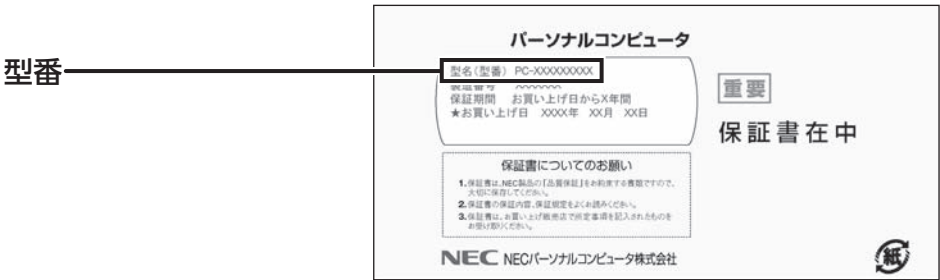 型番
パーソナルコンピュータ
型名(型番) PC-XXXXXXXXX
製造番号 XXXXXXX
保証期間 お買い上げ日からX年間
★お買い上げ日 XXXX年 XX月 XX日
重要
保証書在中
保証書についてのお願い
1.保証書は、NEC製品の「品質保証」をお約束する書類ですので、
大切に保存してください。
2.保証書の保証内容、保証規定をよくお読みください。
3.保証書は、お買い上げ販売店で所定事項を記入されたものを
お受け取りください。
NEC NECパーソナルコンピュータ株式会社
紙